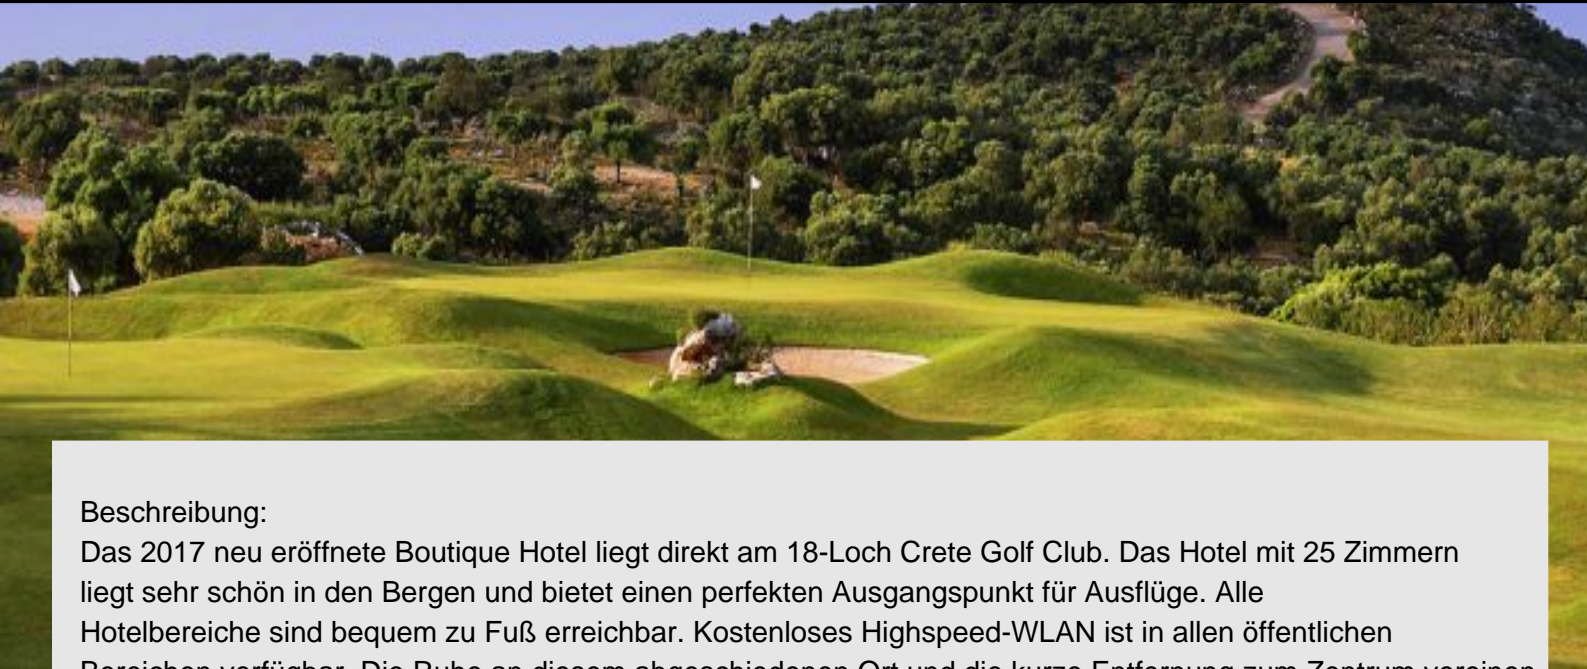 Beschreibung:
Das 2017 neu eröffnete Boutique Hotel liegt direkt am 18-Loch Crete Golf Club. Das Hotel mit 25 Zimmern
liegt sehr schön in den Bergen und bietet einen perfekten Ausgangspunkt für Ausflüge. Alle
Hotelbereiche sind bequem zu Fuß erreichbar. Kostenloses Highspeed-WLAN ist in allen öffentlichen
Bereichen verfügbar. Die Ruhe an diesem abgeschiedenen Ort und die kurze Entfernung zum Zentrum vereinen